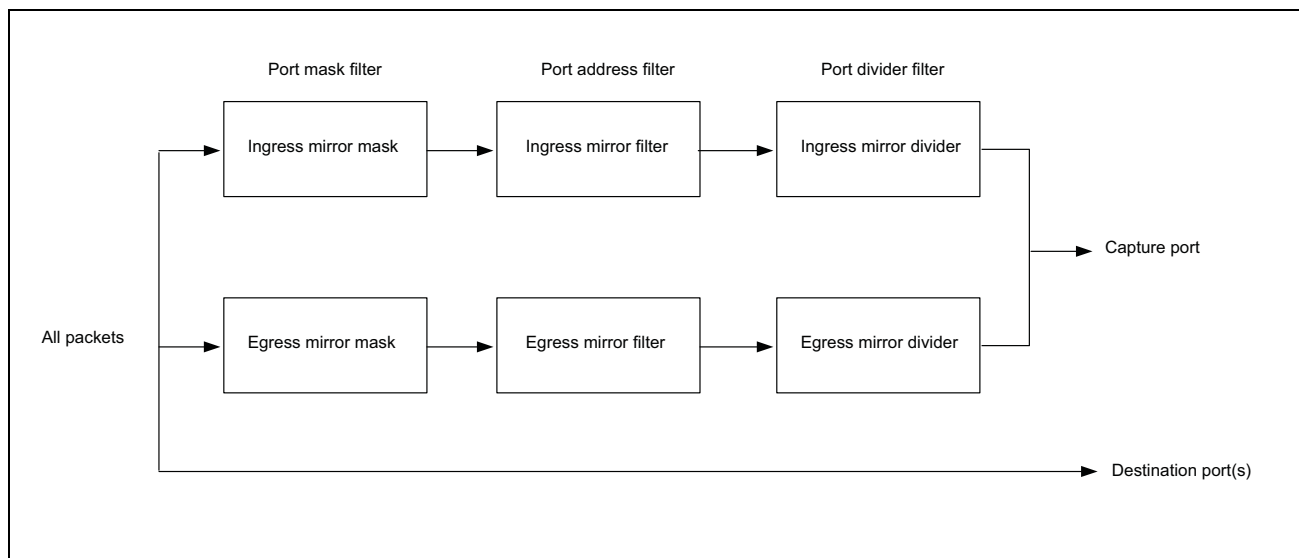 Port mask filter
Port address filter
Port divider filter
Ingress mirror mask
Ingress mirror filter
Ingress mirror divider
Capture port
All packets
Egress mirror mask
Egress mirror filter
Egress mirror divider
Destination port(s)